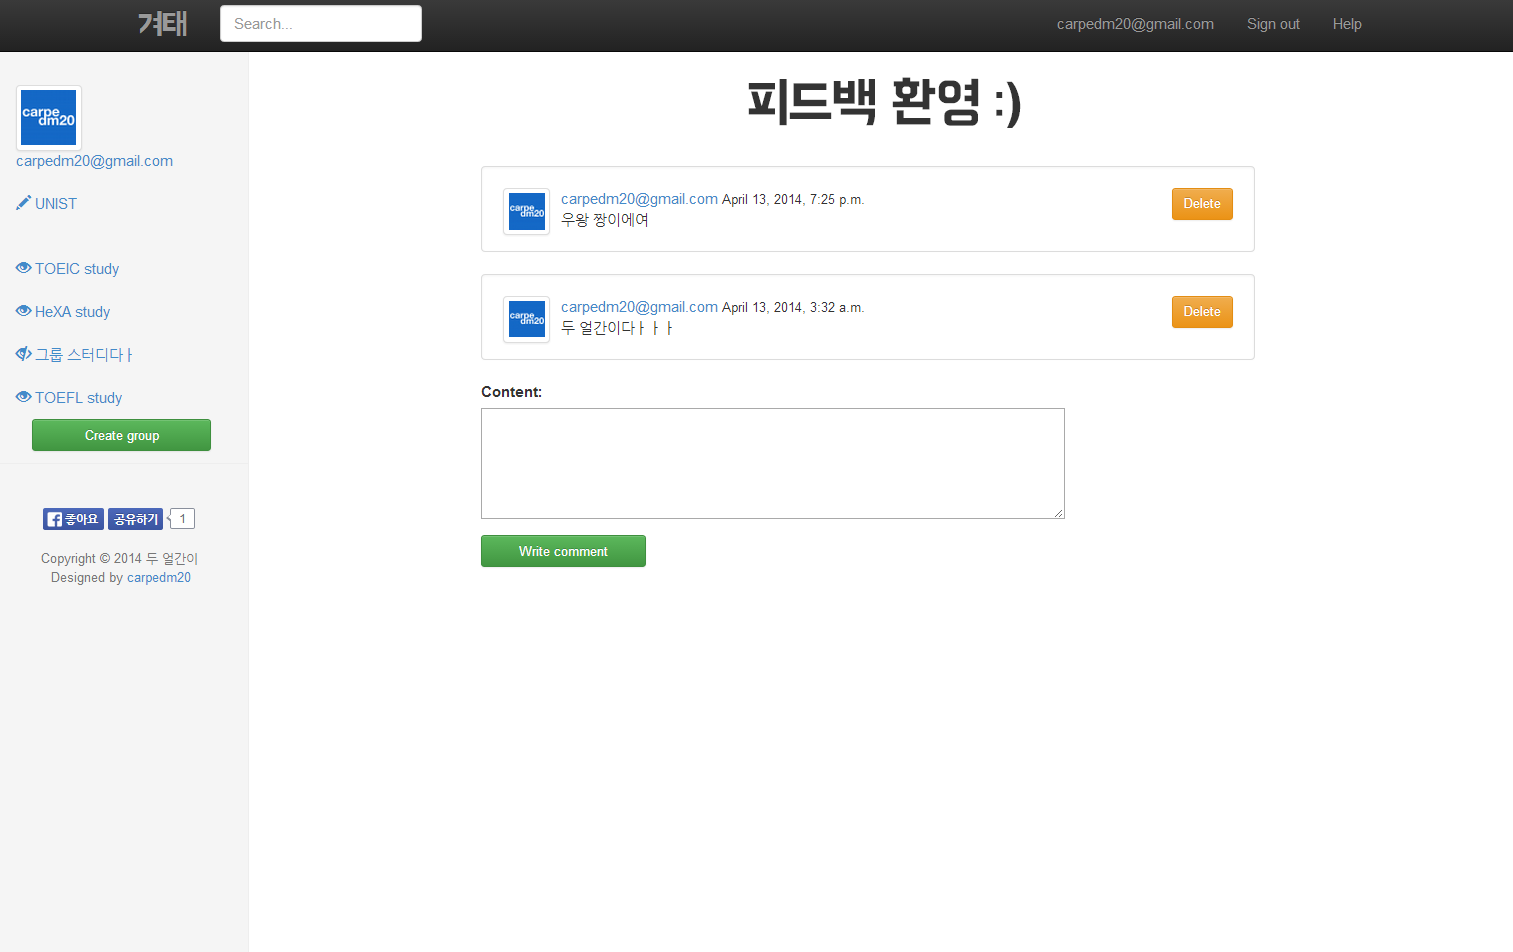 겨태
Search...
carpedm20@gmail.com
Sign out
Help
carpe
dm20
carpedm20@gmail.com
UNIST
TOEIC study
HeXA study
그룹 스터디다ㅏ
TOEFL study
Create group
좋아요 공유하기 1
Copyright © 2014 두 얼간이
Designed by carpedm20
피드백 환영 :)
carpe
dm20
carpedm20@gmail.com April 13, 2014, 7:25 p.m.
우왕 짱이에여
Delete
carpe
dm20
carpedm20@gmail.com April 13, 2014, 3:32 a.m.
두 얼간이다ㅏㅏㅏ
Delete
Content:
Write comment